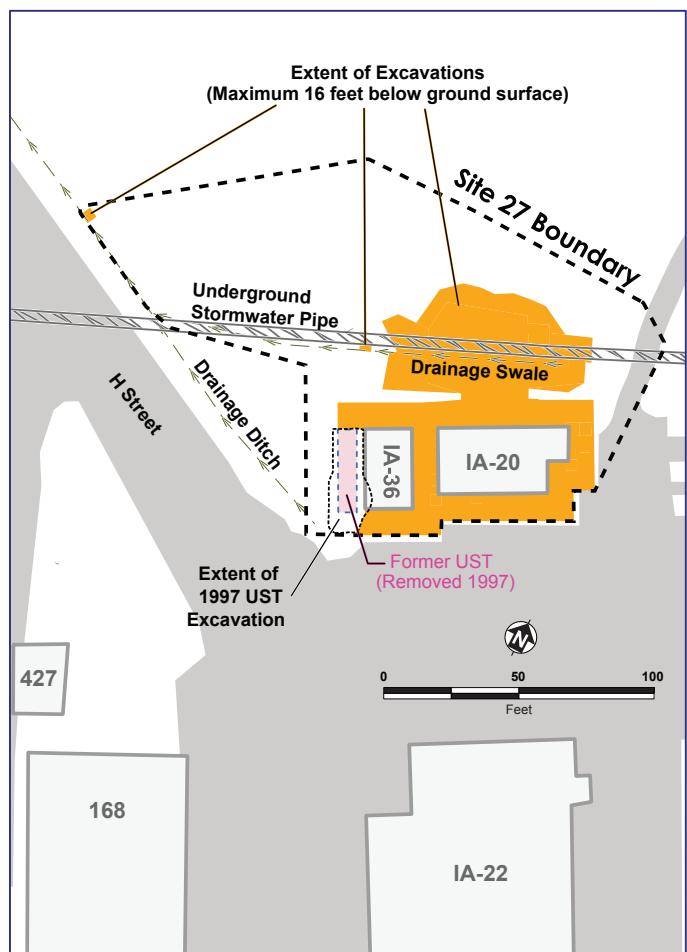 Extent of Excavations
(Maximum 16 feet below ground surface)
Site 27 Boundary
Underground
Stormwater Pipe
Drainage Swale
H Street
Drainage Ditch
IA-36
IA-20
Former UST
(Removed 1997)
Extent of
1997 UST
Excavation
N
427
0 50 100
Feet
168
IA-22